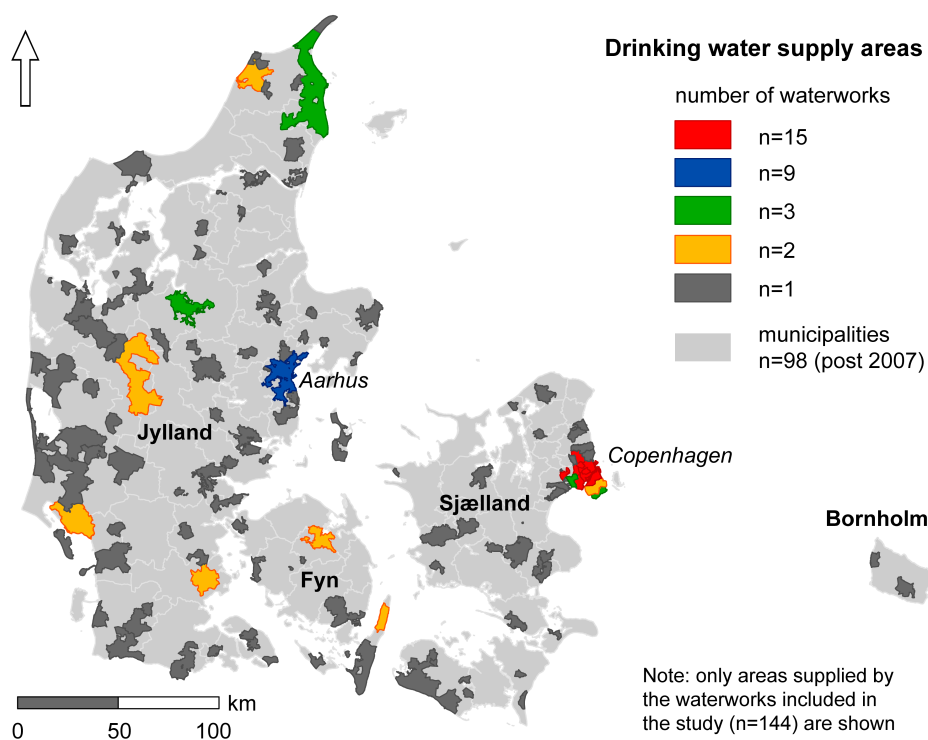 Drinking water supply areas
number of waterworks
n=15
n=9
n=3
n=2
n=1
municipalities
n=98 (post 2007)
Aarhus
Jylland
Copenhagen
Sjælland
Bornholm
Fyn
Note: only areas supplied by
the waterworks included in
the study (n=144) are shown
km
0 50 100